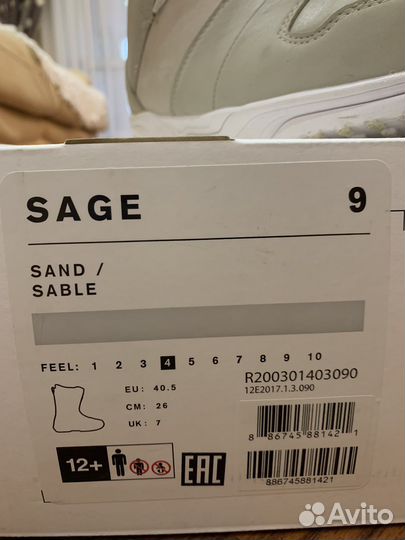 SAGE 9
SAND /
SABLE
FEEL: 1 2 3 4 5 6 7 8 9 10
R200301403090
12E2017.1.3.090
EU: 40.5
CM: 26
UK: 7
8 86745 88142 1
12+
EAC
886745881421
Avito